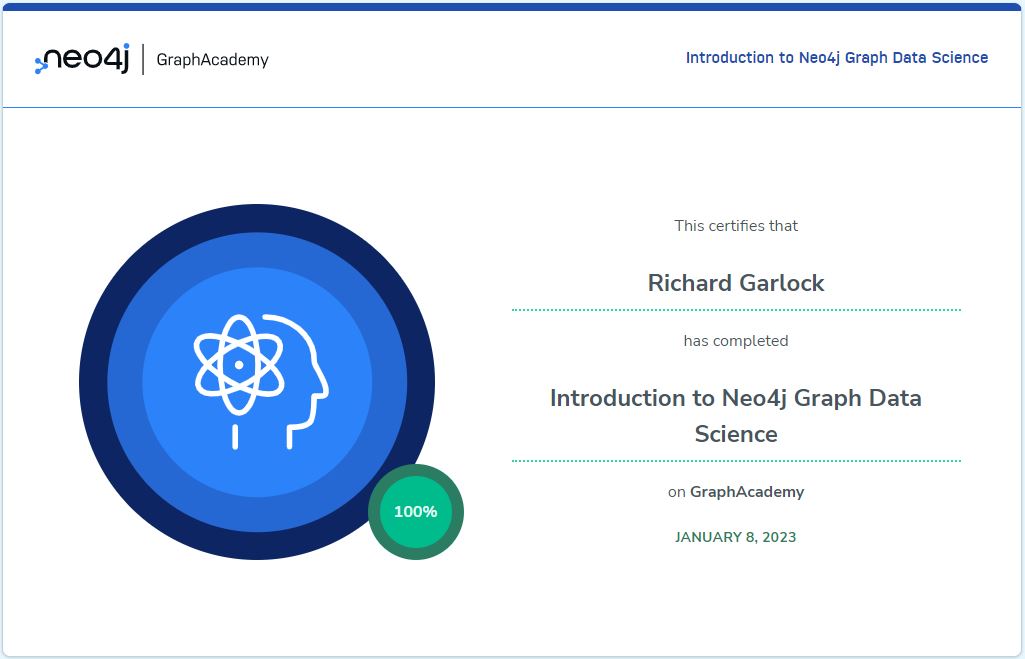 neo4j | GraphAcademy
Introduction to Neo4j Graph Data Science
This certifies that
Richard Garlock
has completed
Introduction to Neo4j Graph Data
Science
100%
on GraphAcademy
JANUARY 8, 2023